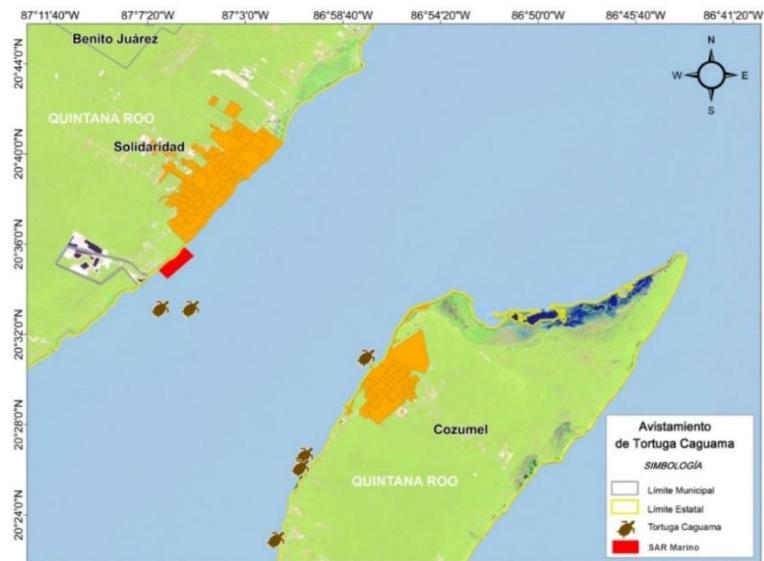 87°11'40"W 87°7'20"W 87°3'0"W 86°58'40"W 86°54'20"W 86°50'0"W 86°45'40"W 86°41'20"W
Benito Juárez
20°44'0"N
N
W E
S
QUINTANA ROO
Solidaridad
20°40'0"N
20°36'0"N
20°32'0"N
20°28'0"N
Cozumel
QUINTANA ROO
20°24'0"N
Avistamiento
de Tortuga Caguama
SIMBOLOGÍA
Límite Municipal
Límite Estatal
Tortuga Caguama
SAR Marino